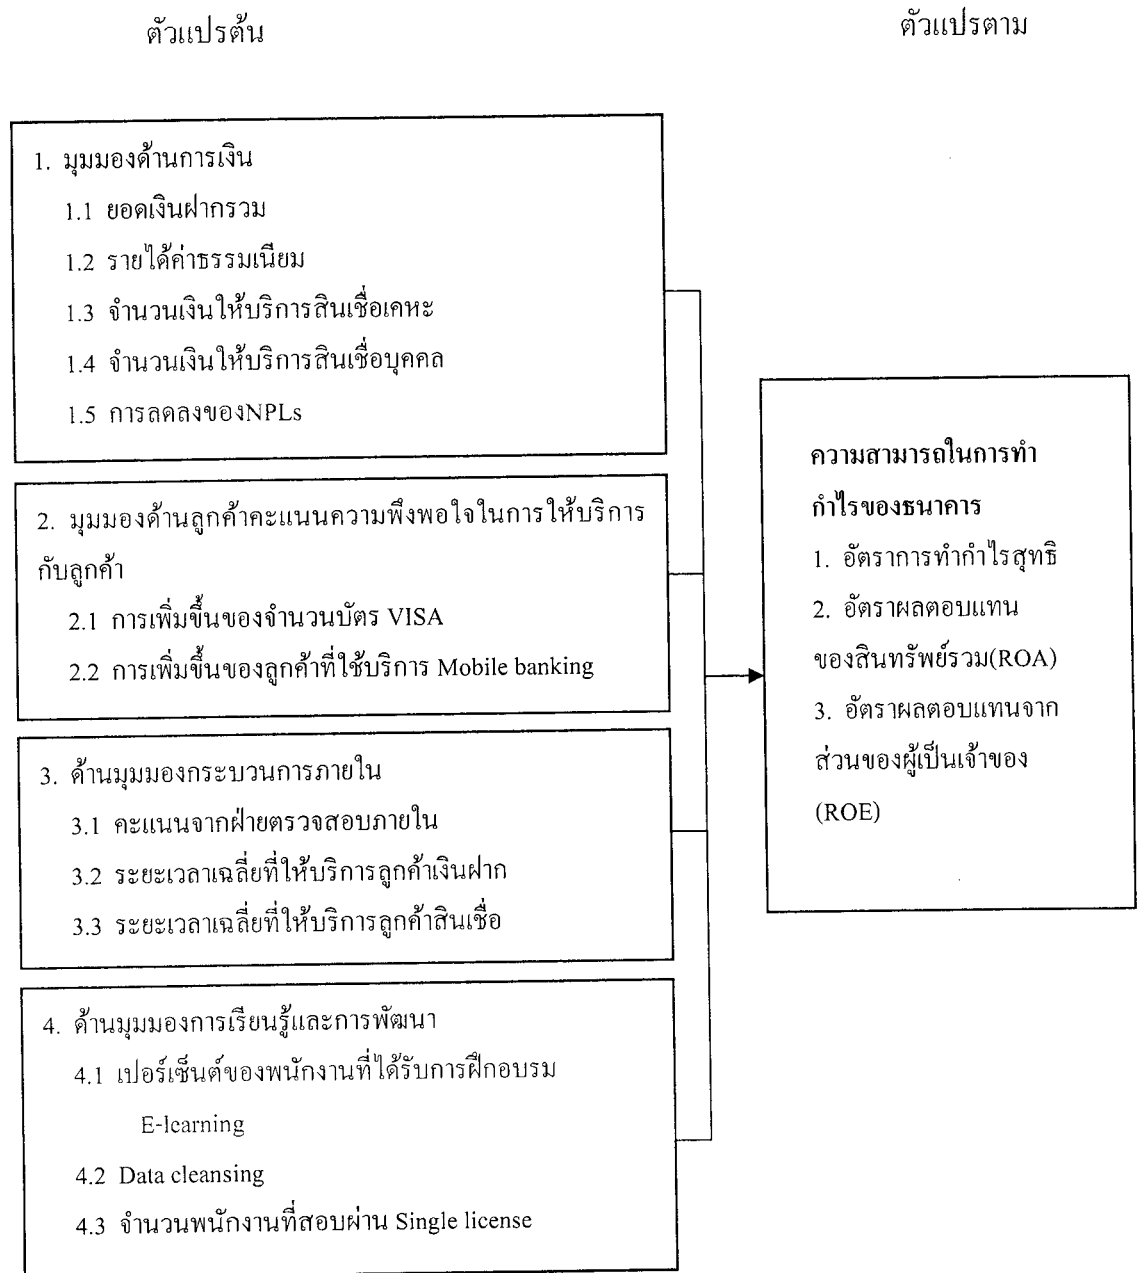 ตัวแปรต้น
ตัวแปรตาม
1. มุมมองด้านการเงิน
1.1 ยอดเงินฝากรวม
1.2 รายได้ค่าธรรมเนียม
1.3 จำนวนเงินให้บริการสินเชื่อเคหะ
1.4 จำนวนเงินให้บริการสินเชื่อบุคคล
1.5 การลดลงของNPLs
2. มุมมองด้านลูกค้าคะแนนความพึงพอใจในการให้บริการ
กับลูกค้า
2.1 การเพิ่มขึ้นของจำนวนบัตร VISA
2.2 การเพิ่มขึ้นของลูกค้าที่ใช้บริการ Mobile banking
3. ด้านมุมมองกระบวนการภายใน
3.1 คะแนนจากฝ่ายตรวจสอบภายใน
3.2 ระยะเวลาเฉลี่ยที่ให้บริการลูกค้าเงินฝาก
3.3 ระยะเวลาเฉลี่ยที่ให้บริการลูกค้าสินเชื่อ
4. ด้านมุมมองการเรียนรู้และการพัฒนา
4.1 เปอร์เซ็นต์ของพนักงานที่ได้รับการฝึกอบรม
E-learning
4.2 Data cleansing
4.3 จำนวนพนักงานที่สอบผ่าน Single license
ความสามารถในการทำ
กำไรของธนาคาร
1. อัตราการทำกำไรสุทธิ
2. อัตราผลตอบแทน
ของสินทรัพย์รวม(ROA)
3. อัตราผลตอบแทนจาก
ส่วนของผู้เป็นเจ้าของ
(ROE)